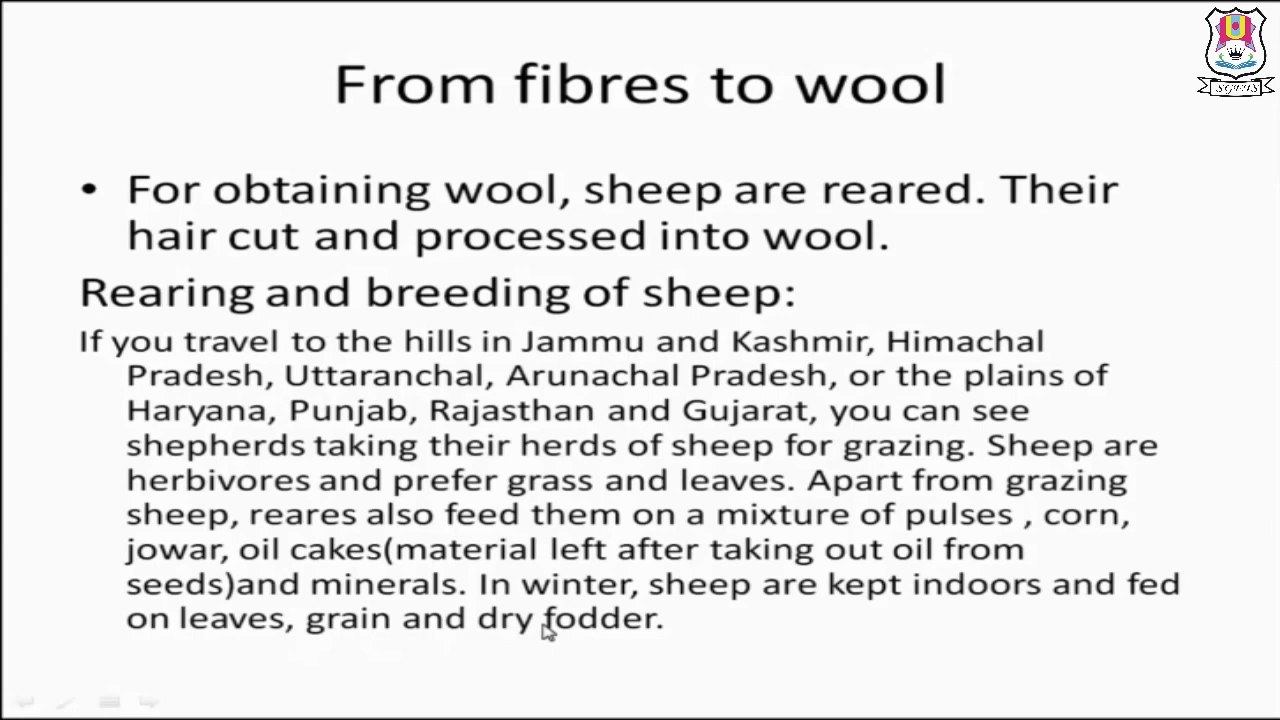 From fibres to wool
• For obtaining wool, sheep are reared. Their
hair cut and processed into wool.
Rearing and breeding of sheep:
If you travel to the hills in Jammu and Kashmir, Himachal
Pradesh, Uttaranchal, Arunachal Pradesh, or the plains of
Haryana, Punjab, Rajasthan and Gujarat, you can see
shepherds taking their herds of sheep for grazing. Sheep are
herbivores and prefer grass and leaves. Apart from grazing
sheep, reares also feed them on a mixture of pulses , corn,
jowar, oil cakes(material left after taking out oil from
seeds)and minerals. In winter, sheep are kept indoors and fed
on leaves, grain and dry fodder.